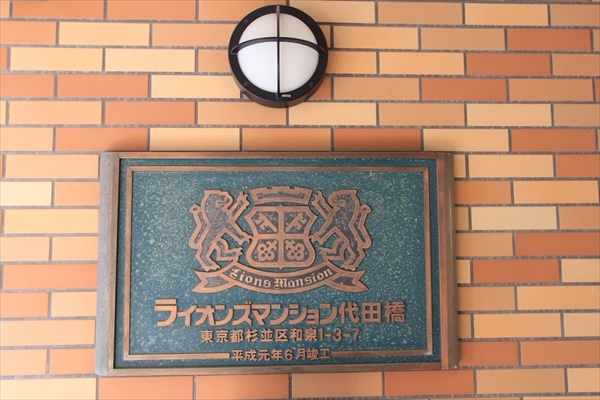 Lions Mansion
ライオンズマンション代田橋
東京都杉並区和泉1-3-7
平成元年6月竣工